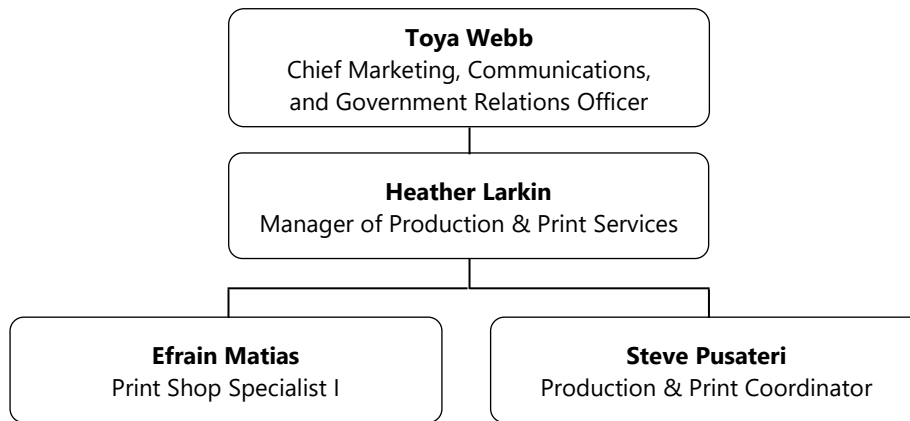 Toya Webb
Chief Marketing, Communications,
and Government Relations Officer
Heather Larkin
Manager of Production & Print Services
Efrain Matias
Print Shop Specialist I
Steve Pusateri
Production & Print Coordinator